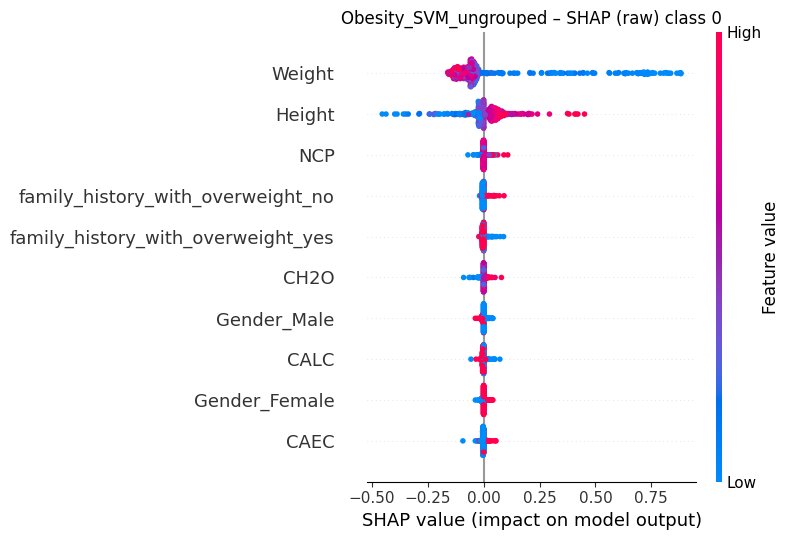 Obesity_SVM_ungrouped – SHAP (raw) class 0
High
Weight
Height
NCP
family_history_with_overweight_no
family_history_with_overweight_yes
CH2O
Gender_Male
CALC
Gender_Female
CAEC
Feature value
Low
−0.50 −0.25 0.00 0.25 0.50 0.75
SHAP value (impact on model output)